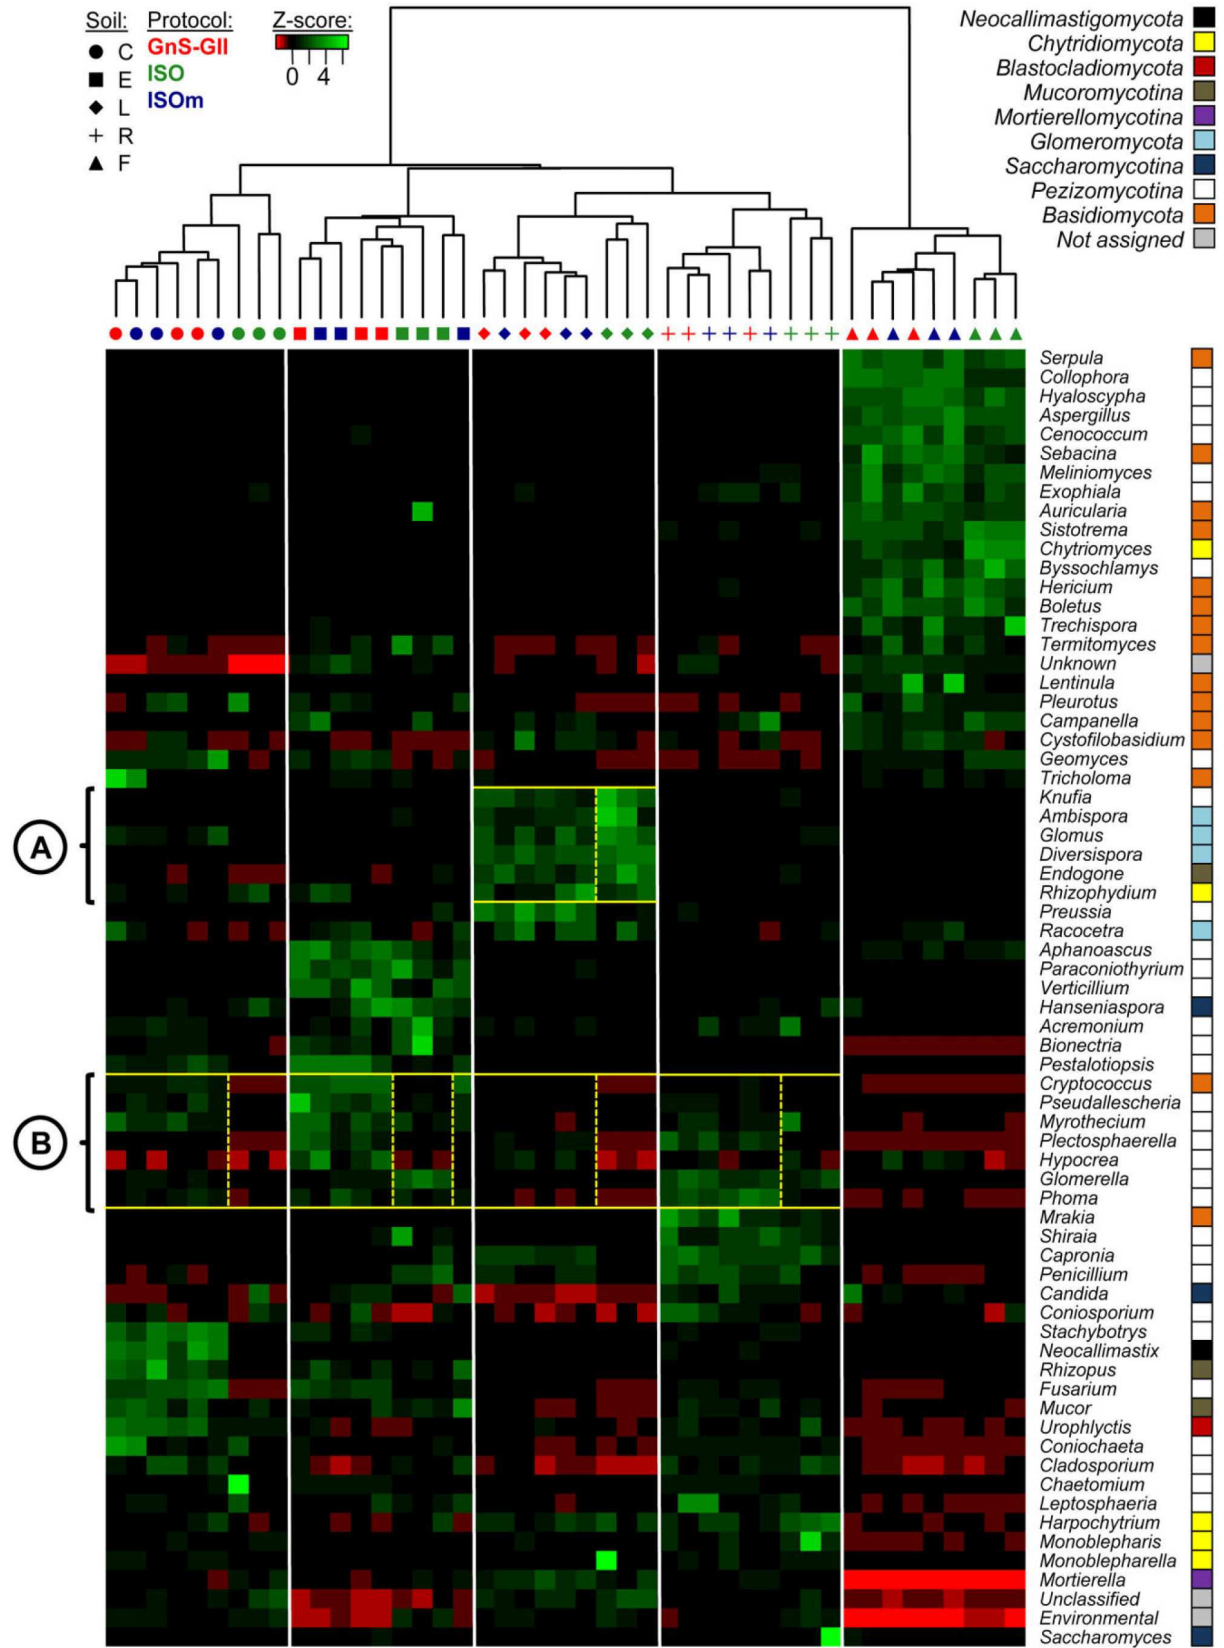 Soil: Protocol: Z-score:
C GnS-GII
E ISO
L ISOm
R
F
0 4
Neocallimastigomycota
Chytridiomycota
Blastocladiomycota
Mucoromycotina
Mortierellomycotina
Glomeromycota
Saccharomycotina
Pezizomycotina
Basidiomycota
Not assigned
Serpula
Collophora
Hyaloscypha
Aspergillus
Cenococcum
Sebacina
Meliniomyces
Exophiala
Auricularia
Sistotrema
Chytriomyces
Byssochlamys
Hericium
Boletus
Trechispora
Termitomyces
Unknown
Lentinula
Pleurotus
Campanella
Cystofilobasidium
Geomyces
Tricholoma
Knufia
Ambispora
A
Glomus
Diversispora
Endogone
Rhizophydium
Preussia
Racocetra
Aphanoascus
Paraconiothyrium
Verticillium
Hanseniaspora
Acremonium
Bionectria
Pestalotiopsis
Cryptococcus
Pseudallescheria
Myrothecium
B
Plectosphaerella
Hypocrea
Glomerella
Phoma
Mrakia
Shiraia
Capronia
Penicillium
Candida
Coniosporium
Stachybotrys
Neocallimastix
Rhizopus
Fusarium
Mucor
Urophlyctis
Coniochaeta
Cladosporium
Chaetomium
Leptosphaeria
Harpochytrium
Monoblepharis
Monoblepharella
Mortierella
Unclassified
Environmental
Saccharomyces